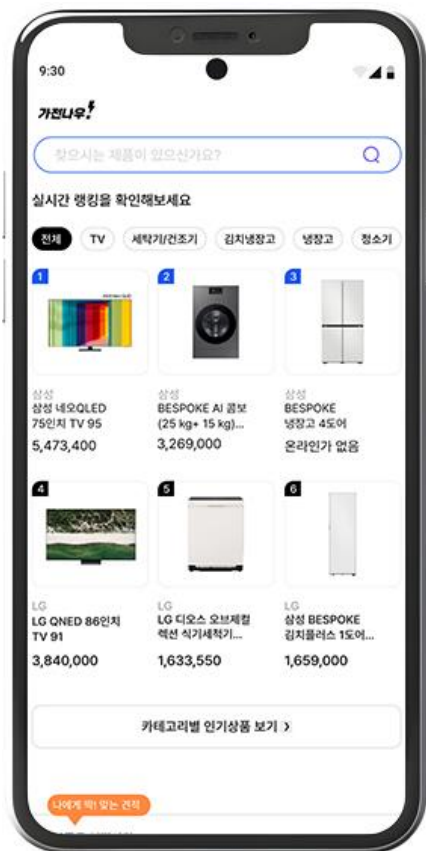 9:30
가전나우
찾으시는 제품이 있으신가요?
실시간 랭킹을 확인해보세요
전체 TV 세탁기/건조기 김치냉장고 냉장고 청소기
1 2 3
삼성 삼성 삼성
삼성 네오QLED BESPOKE AI 콤보 BESPOKE
75인치 TV 95 (25 kg+ 15 kg)... 냉장고 4도어
5,473,400 3,269,000 온라인가 없음
4 5 6
LG LG LG
LG QNED 86인치 LG 디오스 오브제컬 삼성 BESPOKE
TV 91 렉션 식기세척기... 김치플러스 1도어...
3,840,000 1,633,550 1,659,000
카테고리별 인기상품 보기 >
나에게 딱! 맞는 견적